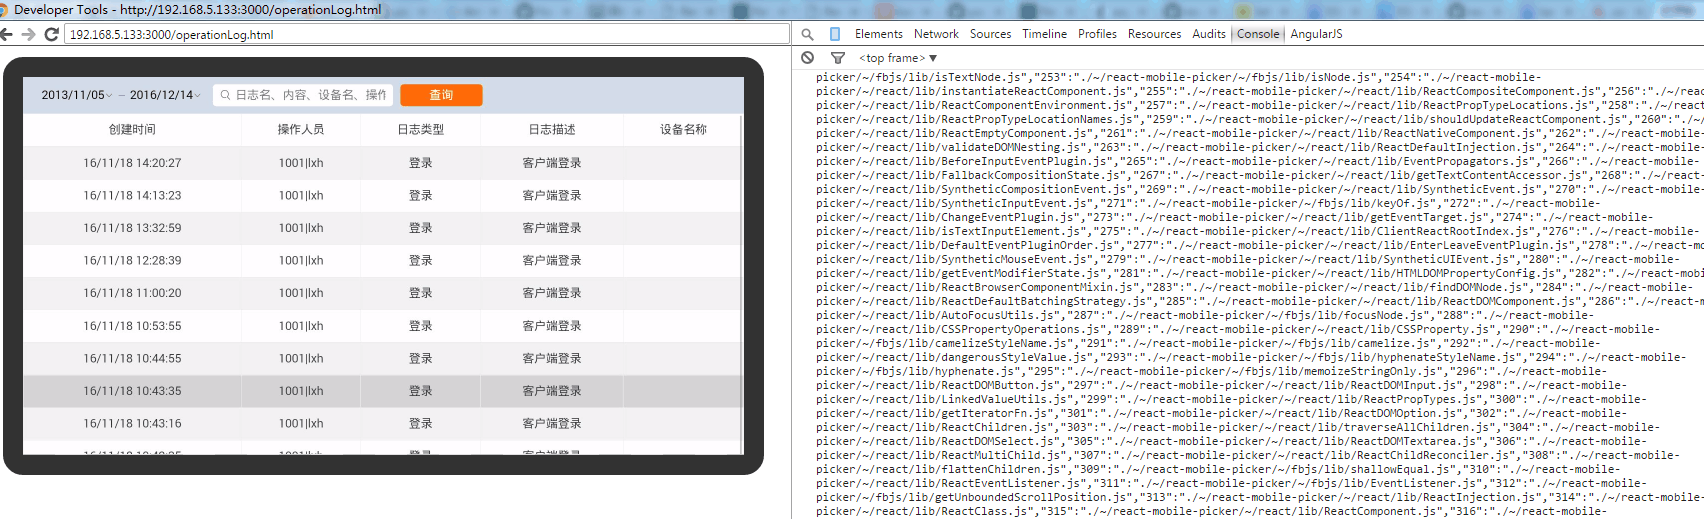 Developer Tools - http://192.168.5.133:3000/operationLog.html
192.168.5.133:3000/operationLog.html
Elements Network Sources Timeline Profiles Resources Audits Console AngularJS
<top frame>
2013/11/05 – 2016/12/14 日志名、内容、设备名、操作 查询
创建时间 操作人员 日志类型 日志描述 设备名称
16/11/18 14:20:27 1001|lxh 登录 客户端登录
16/11/18 14:13:23 1001|lxh 登录 客户端登录
16/11/18 13:32:59 1001|lxh 登录 客户端登录
16/11/18 12:28:39 1001|lxh 登录 客户端登录
16/11/18 11:00:20 1001|lxh 登录 客户端登录
16/11/18 10:53:55 1001|lxh 登录 客户端登录
16/11/18 10:44:55 1001|lxh 登录 客户端登录
16/11/18 10:43:35 1001|lxh 登录 客户端登录
16/11/18 10:43:16 1001|lxh 登录 客户端登录
picker/~/fbjs/lib/isTextNode.js","253":"./~/react-mobile-picker/~/fbjs/lib/isNode.js","254":"./~/react-mobile-
picker/~/react/lib/instantiateReactComponent.js","255":"./~/react-mobile-picker/~/react/lib/ReactCompositeComponent.js","256":"./~/rea
picker/~/react/lib/ReactComponentEnvironment.js","257":"./~/react-mobile-picker/~/react/lib/ReactPropTypeLocations.js","258":"./~/reac
picker/~/react/lib/ReactPropTypeLocationNames.js","259":"./~/react-mobile-picker/~/react/lib/shouldUpdateReactComponent.js","260":"./~
picker/~/react/lib/ReactEmptyComponent.js","261":"./~/react-mobile-picker/~/react/lib/ReactNativeComponent.js","262":"./~/react-mobile-
picker/~/react/lib/validateDOMNesting.js","263":"./~/react-mobile-picker/~/react/lib/ReactDefaultInjection.js","264":"./~/react-mobile-
picker/~/react/lib/BeforeInputEventPlugin.js","265":"./~/react-mobile-picker/~/react/lib/EventPropagators.js","266":"./~/react-mobile-
picker/~/react/lib/FallbackCompositionState.js","267":"./~/react-mobile-picker/~/react/lib/getTextContentAccessor.js","268":"./~/react
picker/~/react/lib/SyntheticCompositionEvent.js","269":"./~/react-mobile-picker/~/react/lib/SyntheticEvent.js","270":"./~/react-mobile-
picker/~/react/lib/SyntheticInputEvent.js","271":"./~/react-mobile-picker/~/fbjs/lib/keyOf.js","272":"./~/react-mobile-
picker/~/react/lib/ChangeEventPlugin.js","273":"./~/react-mobile-picker/~/react/lib/getEventTarget.js","274":"./~/react-mobile-
picker/~/react/lib/isTextInputElement.js","275":"./~/react-mobile-picker/~/react/lib/ClientReactRootIndex.js","276":"./~/react-mobile-
picker/~/react/lib/DefaultEventPluginOrder.js","277":"./~/react-mobile-picker/~/react/lib/EnterLeaveEventPlugin.js","278":"./~/react-mo
picker/~/react/lib/SyntheticMouseEvent.js","279":"./~/react-mobile-picker/~/react/lib/SyntheticUIEvent.js","280":"./~/react-mobile-
picker/~/react/lib/getEventModifierState.js","281":"./~/react-mobile-picker/~/react/lib/HTMLDOMPropertyConfig.js","282":"./~/react-mob
picker/~/react/lib/ReactBrowserComponentMixin.js","283":"./~/react-mobile-picker/~/react/lib/findDOMNode.js","284":"./~/react-mobile-
picker/~/react/lib/ReactDefaultBatchingStrategy.js","285":"./~/react-mobile-picker/~/react/lib/ReactDOMComponent.js","286":"./~/react-mo
picker/~/react/lib/AutoFocusUtils.js","287":"./~/react-mobile-picker/~/fbjs/lib/focusNode.js","288":"./~/react-mobile-
picker/~/react/lib/CSSPropertyOperations.js","289":"./~/react-mobile-picker/~/react/lib/CSSProperty.js","290":"./~/react-mobile-
picker/~/fbjs/lib/camelizeStyleName.js","291":"./~/react-mobile-picker/~/fbjs/lib/camelize.js","292":"./~/react-mobile-
picker/~/react/lib/dangerousStyleValue.js","293":"./~/react-mobile-picker/~/fbjs/lib/hyphenateStyleName.js","294":"./~/react-mobile-
picker/~/fbjs/lib/hyphenate.js","295":"./~/react-mobile-picker/~/fbjs/lib/memoizeStringOnly.js","296":"./~/react-mobile-
picker/~/react/lib/ReactDOMButton.js","297":"./~/react-mobile-picker/~/react/lib/ReactDOMInput.js","298":"./~/react-mobile-
picker/~/react/lib/LinkedValueUtils.js","299":"./~/react-mobile-picker/~/react/lib/ReactPropTypes.js","300":"./~/react-mobile-
picker/~/react/lib/getIteratorFn.js","301":"./~/react-mobile-picker/~/react/lib/ReactDOMOption.js","302":"./~/react-mobile-
picker/~/react/lib/ReactChildren.js","303":"./~/react-mobile-picker/~/react/lib/traverseAllChildren.js","304":"./~/react-mobile-
picker/~/react/lib/ReactDOMSelect.js","305":"./~/react-mobile-picker/~/react/lib/ReactDOMTextarea.js","306":"./~/react-mobile-
picker/~/react/lib/ReactMultiChild.js","307":"./~/react-mobile-picker/~/react/lib/ReactChildReconciler.js","308":"./~/react-mobile-
picker/~/react/lib/flattenChildren.js","309":"./~/react-mobile-picker/~/fbjs/lib/shallowEqual.js","310":"./~/react-mobile-
picker/~/react/lib/ReactEventListener.js","311":"./~/react-mobile-picker/~/fbjs/lib/EventListener.js","312":"./~/react-mobile-
picker/~/fbjs/lib/getUnboundedScrollPosition.js","313":"./~/react-mobile-picker/~/react/lib/ReactInjection.js","314":"./~/react-mobile-
picker/~/react/lib/ReactClass.js","315":"./~/react-mobile-picker/~/react/lib/ReactComponent.js","316":"./~/react-mobile-